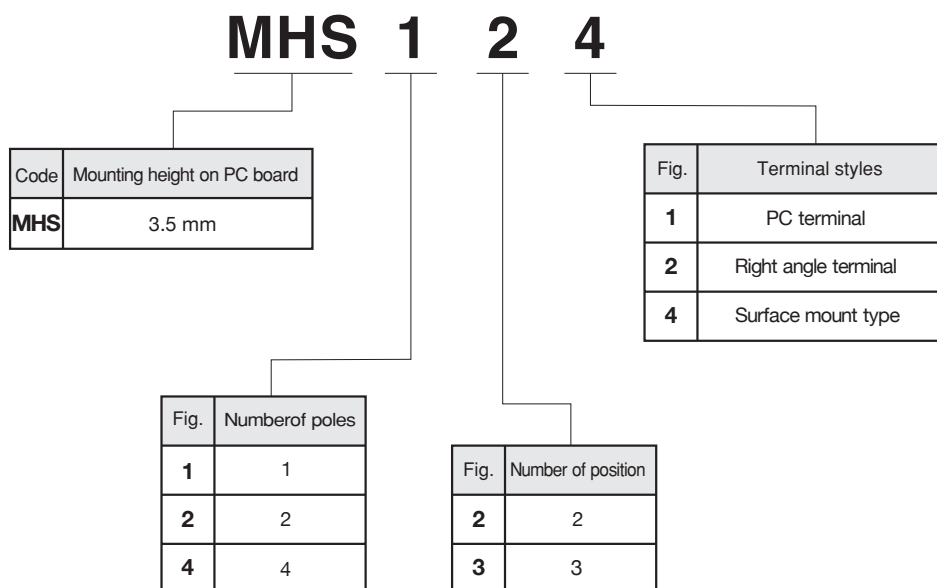 MHS 1 2 4
Code Mounting height on PC board
MHS 3.5 mm
Fig. Terminal styles
1 PC terminal
2 Right angle terminal
4 Surface mount type
Fig. Numberof poles
1 1
2 2
4 4
Fig. Number of position
2 2
3 3